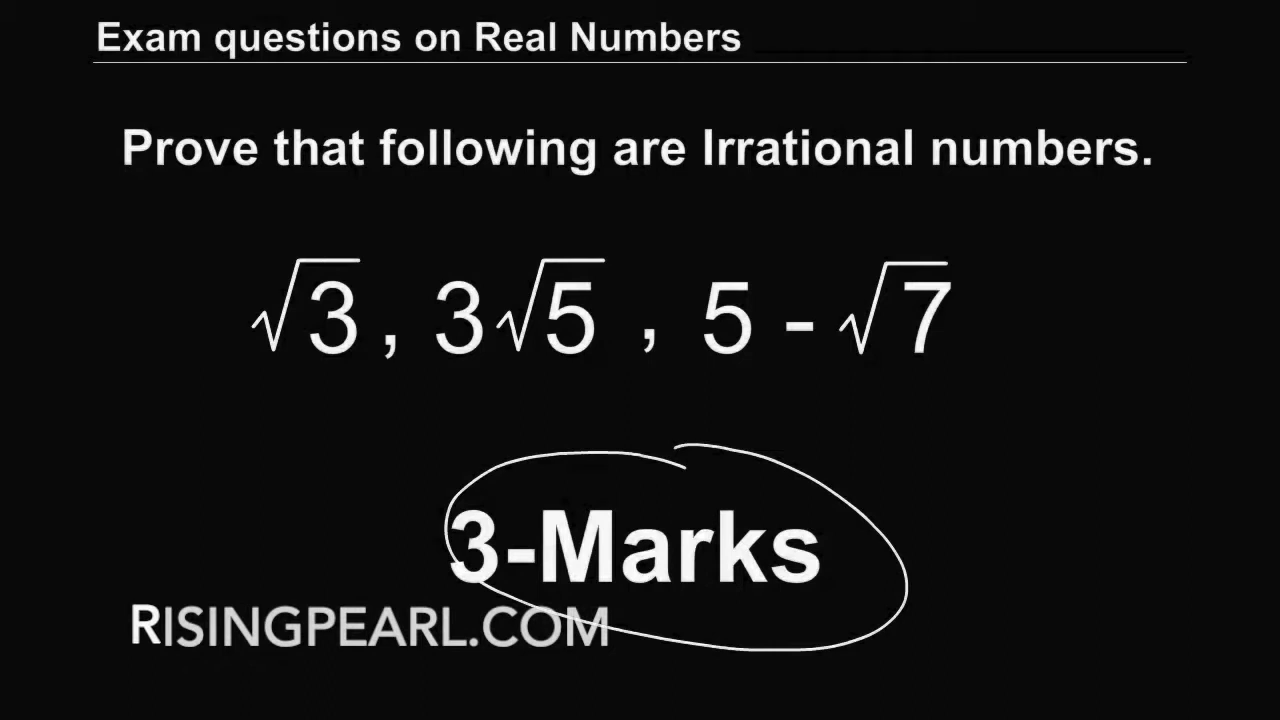 Exam questions on Real Numbers
Prove that following are Irrational numbers.
√3 , 3√5 , 5 - √7
3-Marks
RISINGPEARL.COM